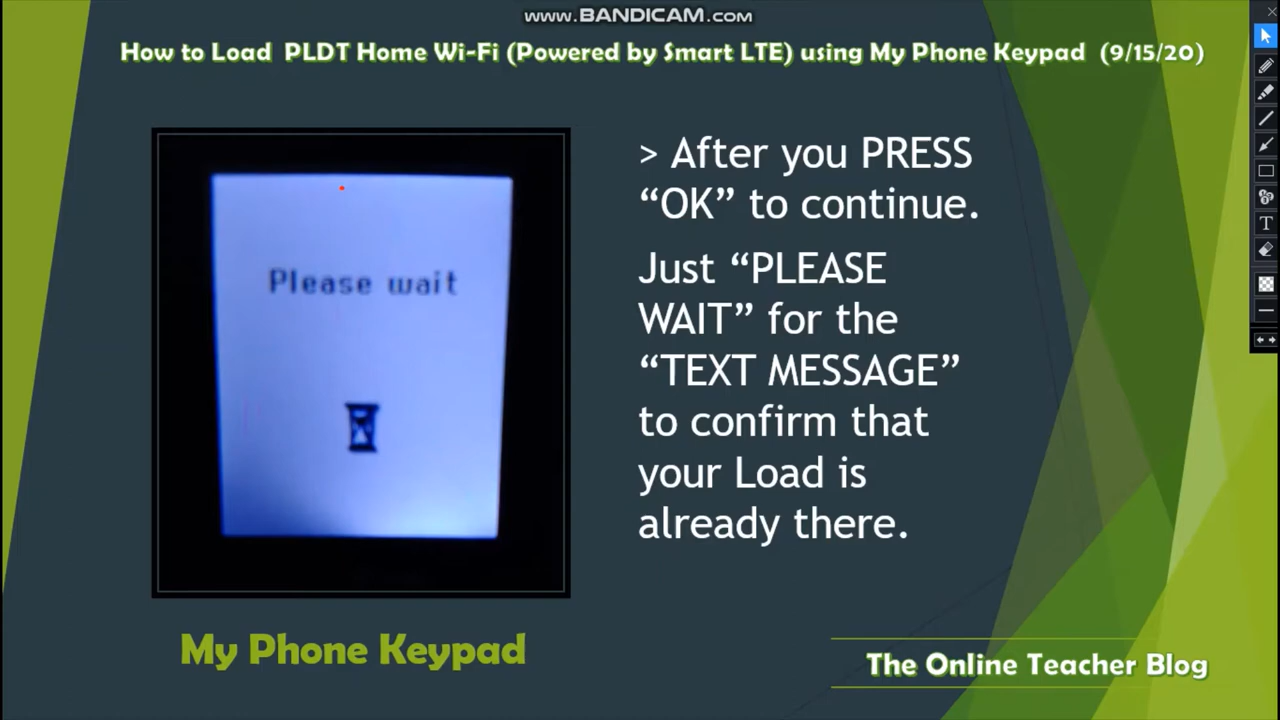 www.BANDICAM.com
How to Load PLDT Home Wi-Fi (Powered by Smart LTE) using My Phone Keypad (9/15/20)
Please wait
> After you PRESS
“OK” to continue.
Just “PLEASE
WAIT” for the
“TEXT MESSAGE”
to confirm that
your Load is
already there.
My Phone Keypad
The Online Teacher Blog